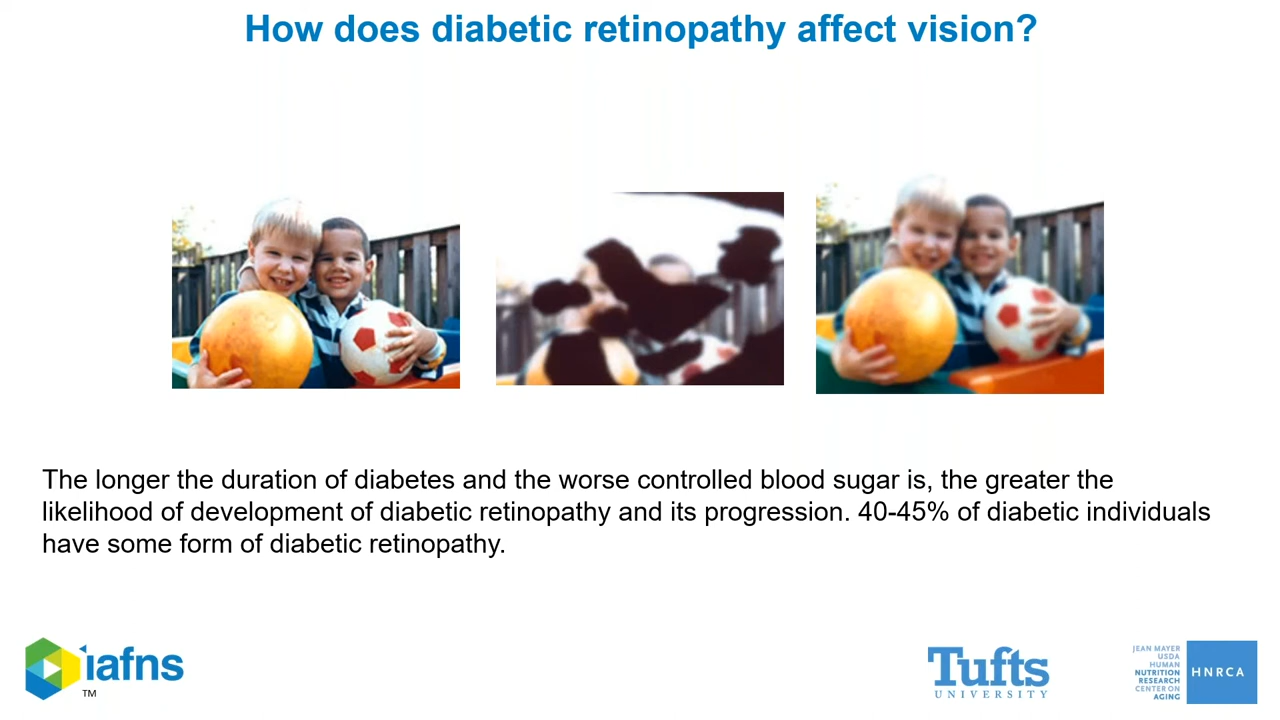 How does diabetic retinopathy affect vision?
The longer the duration of diabetes and the worse controlled blood sugar is, the greater the
likelihood of development of diabetic retinopathy and its progression. 40-45% of diabetic individuals
have some form of diabetic retinopathy.
iafns
TM
Tufts
UNIVERSITY
JEAN MAYER
USDA
HUMAN
NUTRITION
RESEARCH
CENTER ON
AGING
HNRCA